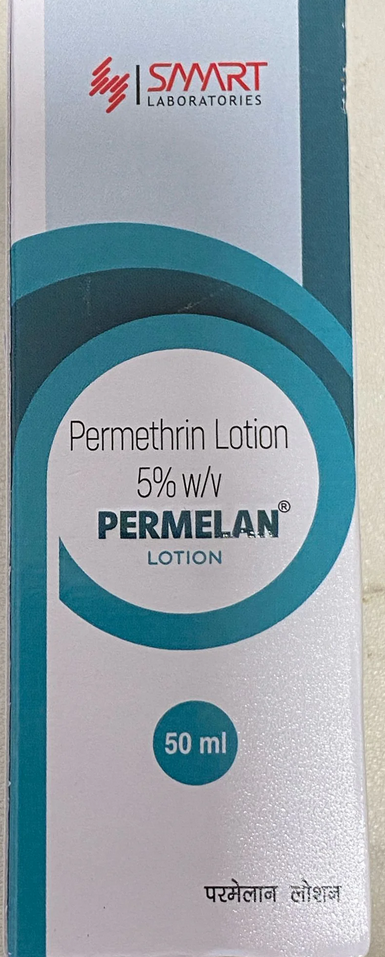 SMART
LABORATORIES
Permethrin Lotion
5% w/v
PERMELAN®
LOTION
50 ml
परमेलान लोशन